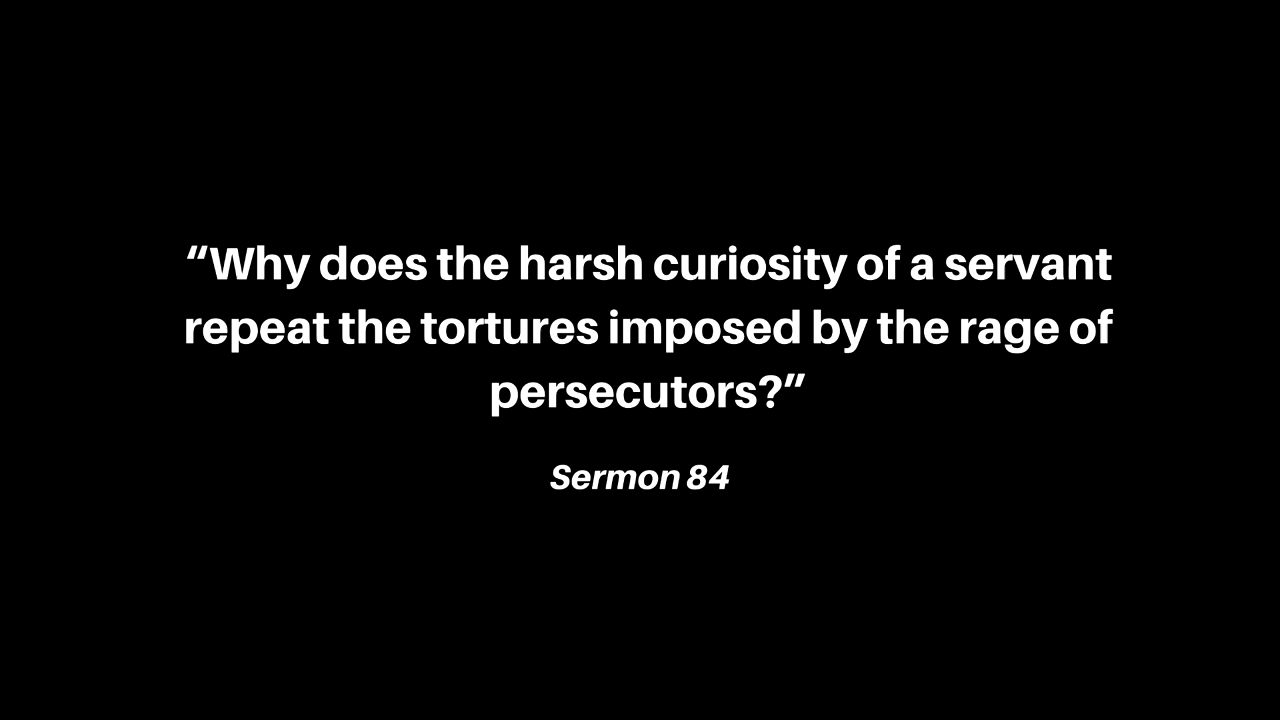 “Why does the harsh curiosity of a servant
repeat the tortures imposed by the rage of
persecutors?”
Sermon 84